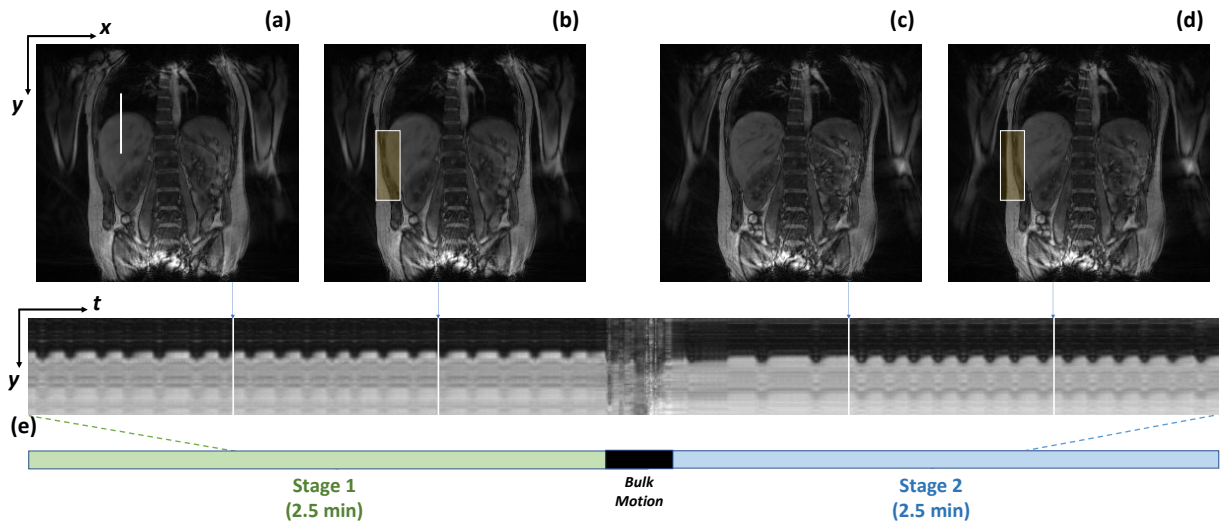 (a)
(b)
(c)
(d)
x
y
t
y
(e)
Stage 1
(2.5 min)
Bulk
Motion
Stage 2
(2.5 min)